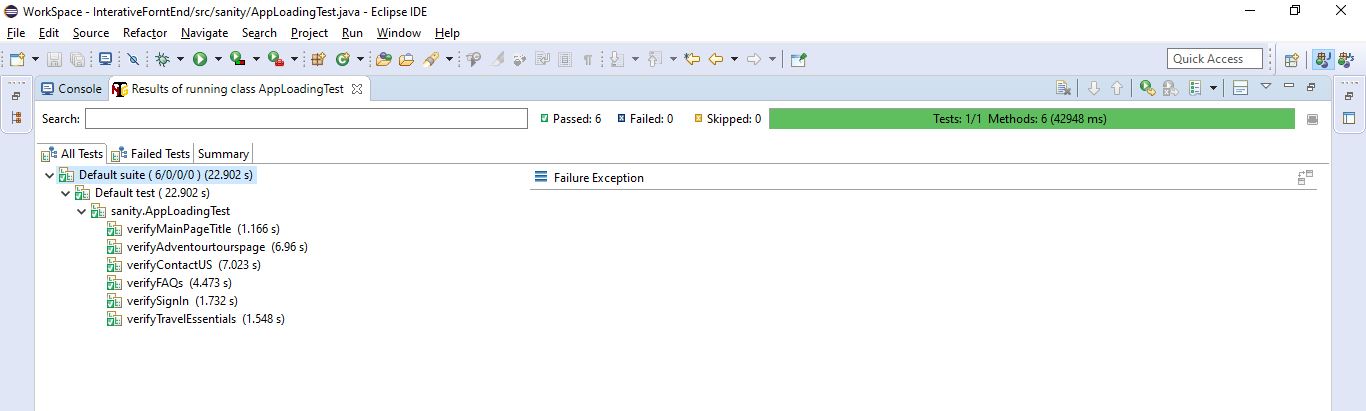 WorkSpace - InterativeForntEnd/src/sanity/AppLoadingTest.java - Eclipse IDE
File Edit Source Refactor Navigate Search Project Run Window Help
Quick Access
Console Results of running class AppLoadingTest
Search: Passed: 6 Failed: 0 Skipped: 0 Tests: 1/1 Methods: 6 (42948 ms)
All Tests Failed Tests Summary
Default suite ( 6/0/0/0 ) (22.902 s) Failure Exception
Default test ( 22.902 s)
sanity.AppLoadingTest
verifyMainPageTitle (1.166 s)
verifyAdventourtourspage (6.96 s)
verifyContactUS (7.023 s)
verifyFAQs (4.473 s)
verifySignIn (1.732 s)
verifyTravelEssentials (1.548 s)